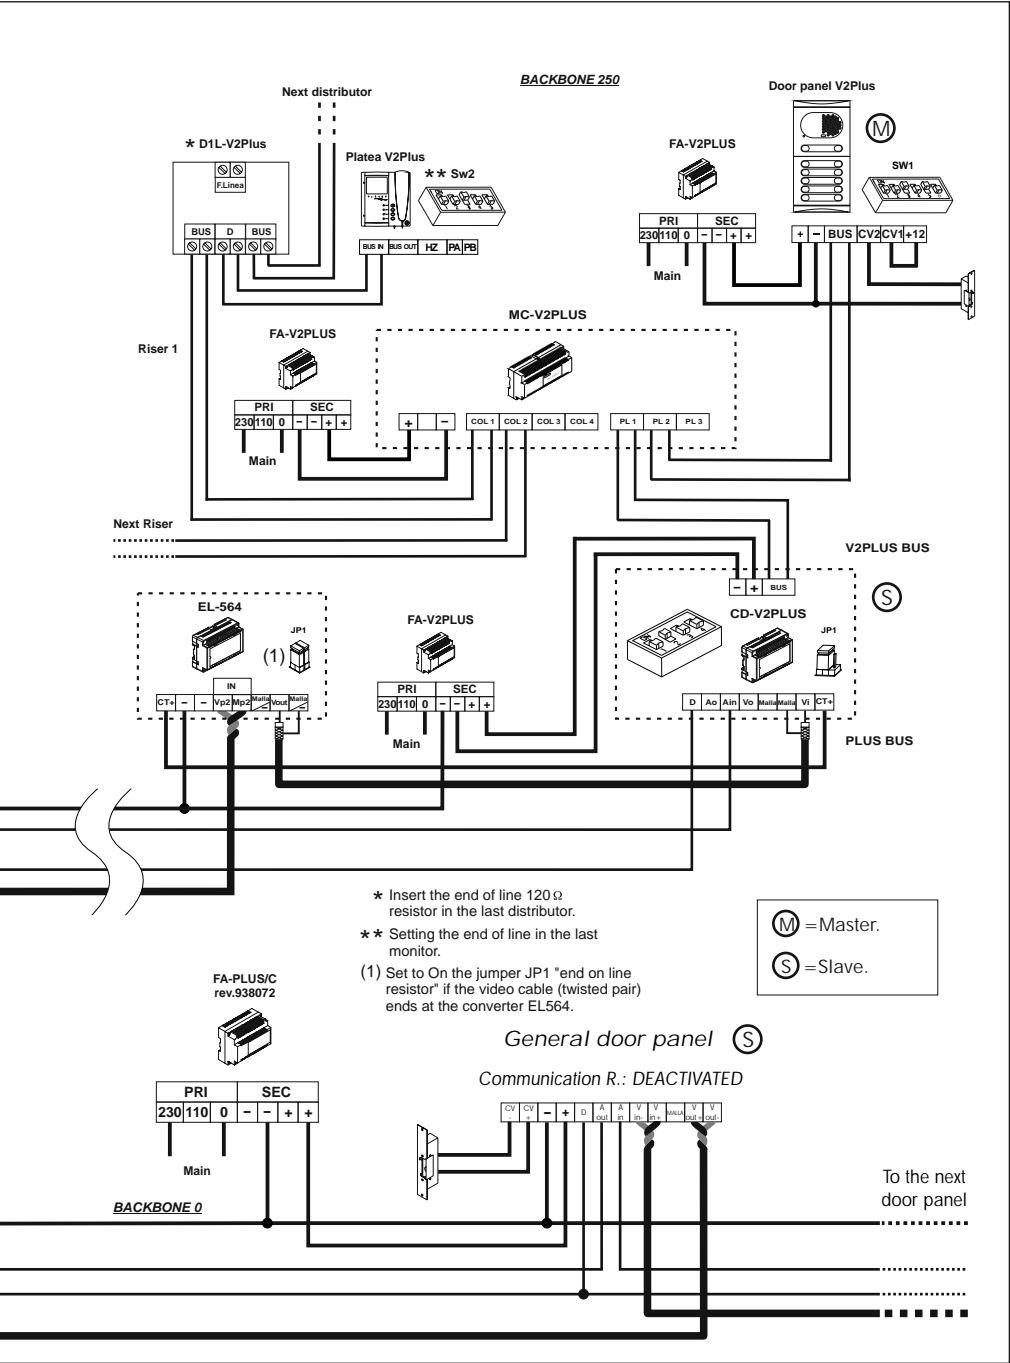 BACKBONE 250
Next distributor
Door panel V2Plus
M
* D1L-V2Plus
FA-V2PLUS
Platea V2Plus
** Sw2
SW1
F.Linea
PRI SEC
230 110 0 − − + +
Main
+ − BUS CV2 CV1 +12
BUS D BUS
BUS IN BUS OUT HZ PA PB
MC-V2PLUS
FA-V2PLUS
Riser 1
PRI SEC
230 110 0 − − + +
Main
+ −
COL 1 COL 2 COL 3 COL 4
PL 1 PL 2 PL 3
Next Riser
V2PLUS BUS
− + BUS
S
EL-564
FA-V2PLUS
CD-V2PLUS
JP1
(1)
JP1
IN
CT+ − − Vp2 Mp2 Malla Vout Malla
PRI SEC
230 110 0 − − + +
Main
D Ao Ain Vo Malla Malla Vi CT+
PLUS BUS
* Insert the end of line 120 Ω
resistor in the last distributor.
** Setting the end of line in the last
monitor.
(1) Set to On the jumper JP1 "end on line
resistor" if the video cable (twisted pair)
ends at the converter EL564.
M =Master.
S =Slave.
FA-PLUS/C
rev.938072
General door panel S
Communication R.: DEACTIVATED
PRI SEC
230 110 0 − − + +
Main
CV - CV + − + D A out A in V in- V in+ MALLA V out+ V out-
To the next
door panel
BACKBONE 0